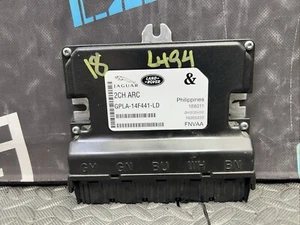 18 L494
JAGUAR LAND ROVER &
2CH ARC
GPLA-14F441-LD
Philippines
FNVAA
GY GN BU WH BN